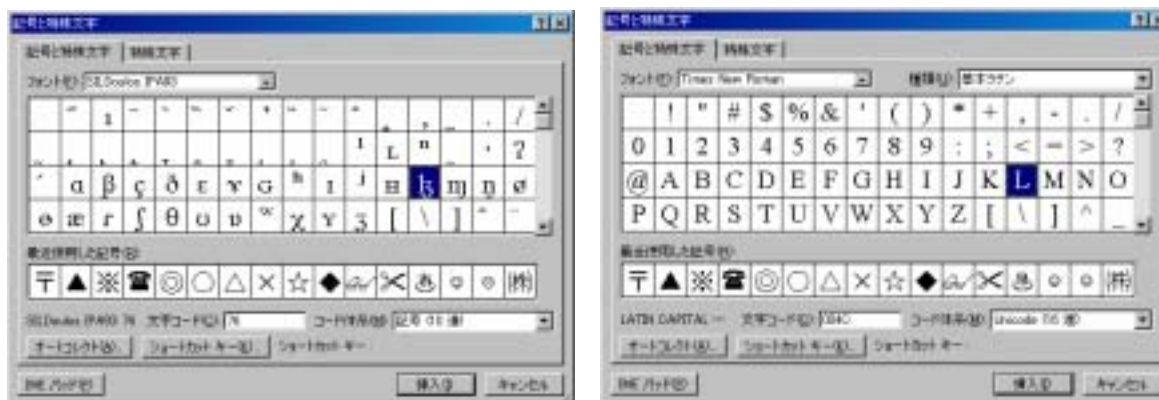 記号と特殊文字
記号と特殊文字 特殊文字
フォント(F): SILDoulos IPA93
ɑ β ç ð ɛ ɤ ɢ ʰ ɪ ʲ ʜ ɮ ɱ ŋ ø
ɵ æ ɾ ʃ θ ʊ ʋ ʷ χ ʏ ʒ [ \ ]
最近使用した記号(R):
〒 ▲ ※ ☎ ◎ ○ △ × ☆ ◆ ✂ ♨ ☺ ㈱
SILDoulos IPA93: 76 文字コード(C): 76 コード体系(M): 記号 (10 進)
オートコレクト(A)... ショートカット キー(K)... ショートカット キー:
IME パッド(P) 挿入(I) キャンセル
記号と特殊文字
記号と特殊文字 特殊文字
フォント(F): Times New Roman 種類(U): 基本ラテン
! " # $ % & ' ( ) * + , - . /
0 1 2 3 4 5 6 7 8 9 : ; < = > ?
@ A B C D E F G H I J K L M N O
P Q R S T U V W X Y Z [ \ ] ^ _
最近使用した記号(R):
〒 ▲ ※ ☎ ◎ ○ △ × ☆ ◆ ✂ ♨ ☺ ㈱
LATIN CAPITAL 文字コード(C): 004C コード体系(M): Unicode (16 進)
オートコレクト(A)... ショートカット キー(K)... ショートカット キー:
IME パッド(P) 挿入(I) キャンセル